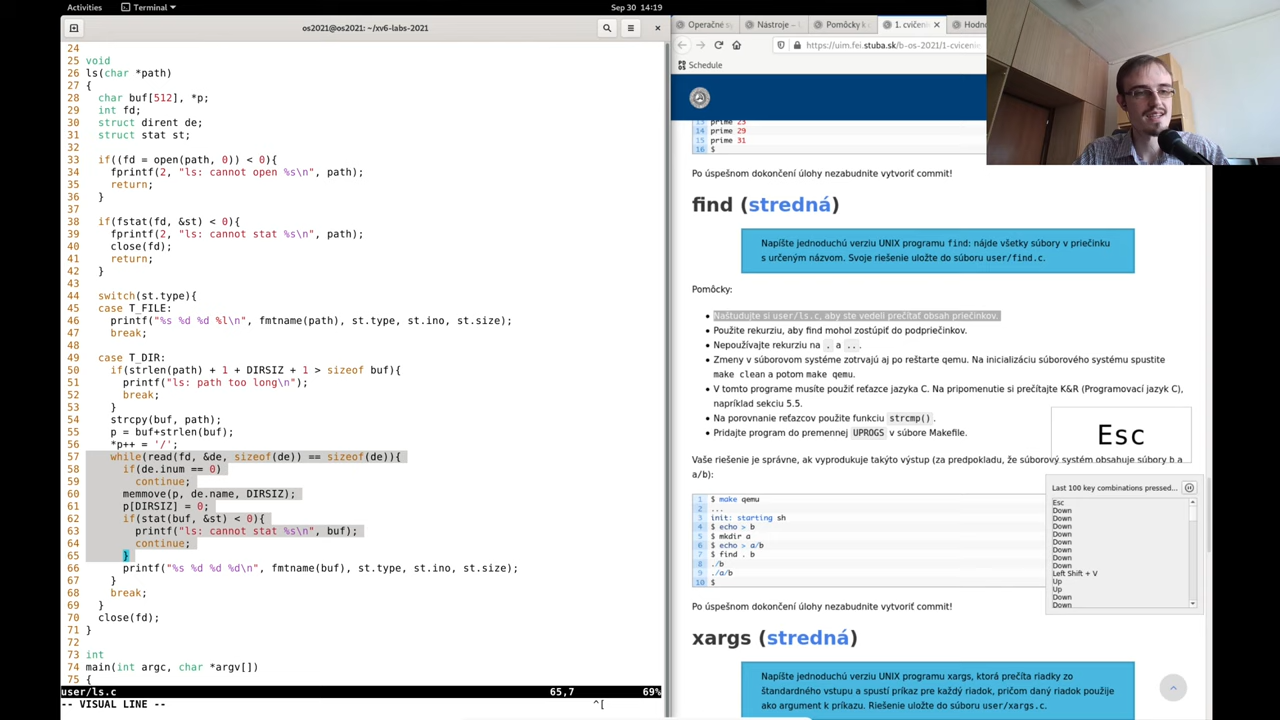 Activities
Terminal
Sep 30 14:19
os2021@os2021: ~/xv6-labs-2021
24
25 void
26 ls(char *path)
27 {
28   char buf[512], *p;
29   int fd;
30   struct dirent de;
31   struct stat st;
32
33   if((fd = open(path, 0)) < 0){
34     fprintf(2, "ls: cannot open %s\n", path);
35     return;
36   }
37
38   if(fstat(fd, &st) < 0){
39     fprintf(2, "ls: cannot stat %s\n", path);
40     close(fd);
41     return;
42   }
43
44   switch(st.type){
45   case T_FILE:
46     printf("%s %d %d %l\n", fmtname(path), st.type, st.ino, st.size);
47     break;
48
49   case T_DIR:
50     if(strlen(path) + 1 + DIRSIZ + 1 > sizeof buf){
51       printf("ls: path too long\n");
52       break;
53     }
54     strcpy(buf, path);
55     p = buf+strlen(buf);
56     *p++ = '/';
57     while(read(fd, &de, sizeof(de)) == sizeof(de)){
58       if(de.inum == 0)
59         continue;
60       memmove(p, de.name, DIRSIZ);
61       p[DIRSIZ] = 0;
62       if(stat(buf, &st) < 0){
63         printf("ls: cannot stat %s\n", buf);
64         continue;
65       }
66       printf("%s %d %d %d\n", fmtname(buf), st.type, st.ino, st.size);
67     }
68     break;
69   }
70   close(fd);
71 }
72
73 int
74 main(int argc, char *argv[])
75 {
user/ls.c 65,7 69%
-- VISUAL LINE -- ^[
Operačné sy
Nástroje –
Pomôcky k
1. cvičenie
Hodno
https://uim.fei.stuba.sk/b-os-2021/1-cvicenie
Schedule
13 prime 23
14 prime 29
15 prime 31
16 $
Po úspešnom dokončení úlohy nezabudnite vytvoriť commit!
find (stredná)
Napíšte jednoduchú verziu UNIX programu find: nájde všetky súbory v priečinku
s určeným názvom. Svoje riešenie uložte do súboru user/find.c.
Pomôcky:
• Naštudujte si user/ls.c, aby ste vedeli prečítať obsah priečinkov.
• Použite rekurziu, aby find mohol zostúpiť do podpriečinkov.
• Nepoužívajte rekurziu na . a ...
• Zmeny v súborovom systéme zotrvajú aj po reštarte qemu. Na inicializáciu súborového systému spustite
make clean a potom make qemu.
• V tomto programe musíte použiť reťazce jazyka C. Na pripomenutie si prečítajte K&R (Programovací jazyk C),
napríklad sekciu 5.5.
• Na porovnanie reťazcov použite funkciu strcmp().
• Pridajte program do premennej UPROGS v súbore Makefile.
Vaše riešenie je správne, ak vyprodukuje takýto výstup (za predpokladu, že súborový systém obsahuje súbory b a
a/b):
1 $ make qemu
2 ...
3 init: starting sh
4 $ echo > b
5 $ mkdir a
6 $ echo > a/b
7 $ find . b
8 ./b
9 ./a/b
10 $
Po úspešnom dokončení úlohy nezabudnite vytvoriť commit!
xargs (stredná)
Napíšte jednoduchú verziu UNIX programu xargs, ktorá prečíta riadky zo
štandardného vstupu a spustí príkaz pre každý riadok, pričom daný riadok použije
ako argument k príkazu. Riešenie uložte do súboru user/xargs.c.
Esc
Last 100 key combinations pressed...
Esc
Down
Down
Down
Down
Down
Down
Down
Down
Left Shift + V
Up
Up
Down
Down